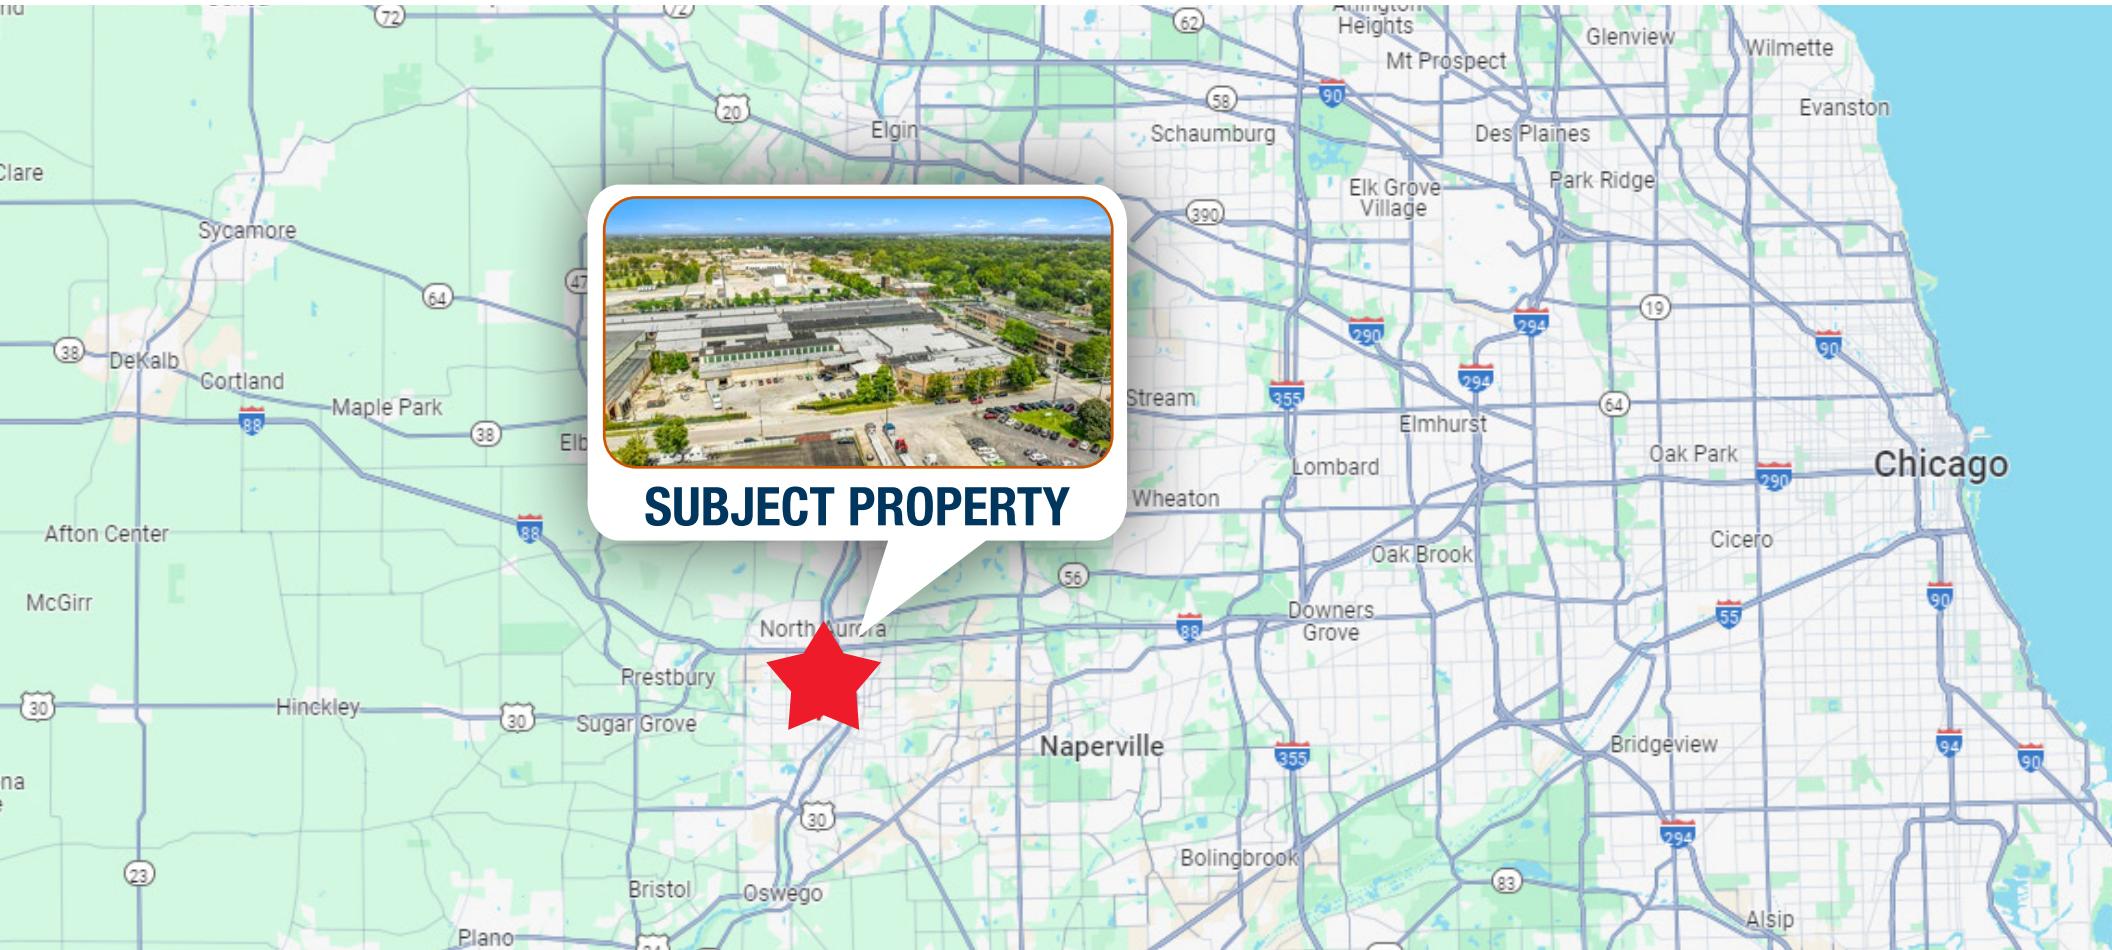 72
72
62
Arlington
Heights
Glenview
Wilmette
Mt Prospect
20
58
90
Evanston
Elgin
Schaumburg
Des Plaines
Clare
Elk Grove
Village
Park Ridge
390
Sycamore
47
64
19
294
290
90
38
DeKalb
Cortland
294
355
Maple Park
Stream
64
88
38
Elb
Elmhurst
Oak Park
Chicago
Lombard
290
Wheaton
SUBJECT PROPERTY
88
Afton Center
Cicero
Oak Brook
56
McGirr
90
Downers
Grove
55
88
North Aurora
Prestbury
30
Hinckley
30
Sugar Grove
Naperville
Bridgeview
94
90
355
na
30
294
Bolingbrook
23
83
Bristol
Oswego
Alsip
Plano